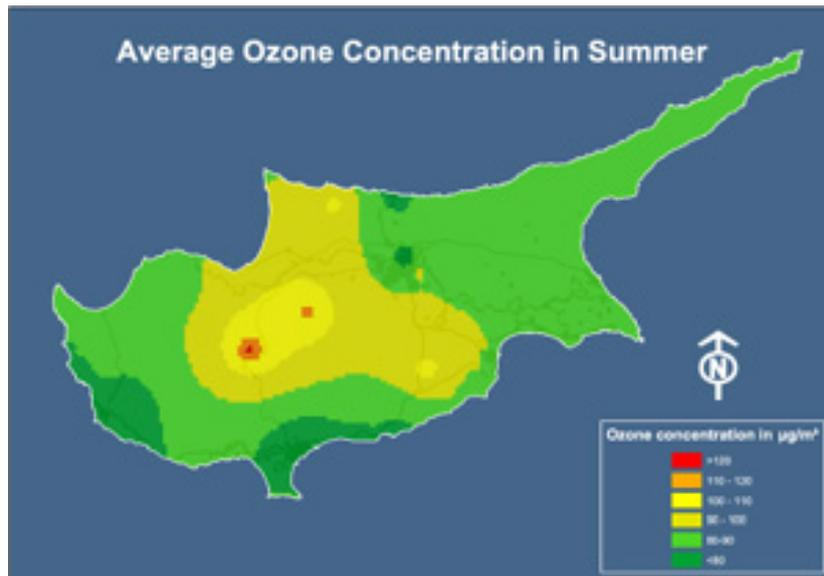 Average Ozone Concentration in Summer
N
Ozone concentration in µg/m³
>120
110 - 120
100 - 110
90 - 100
80-90
<80